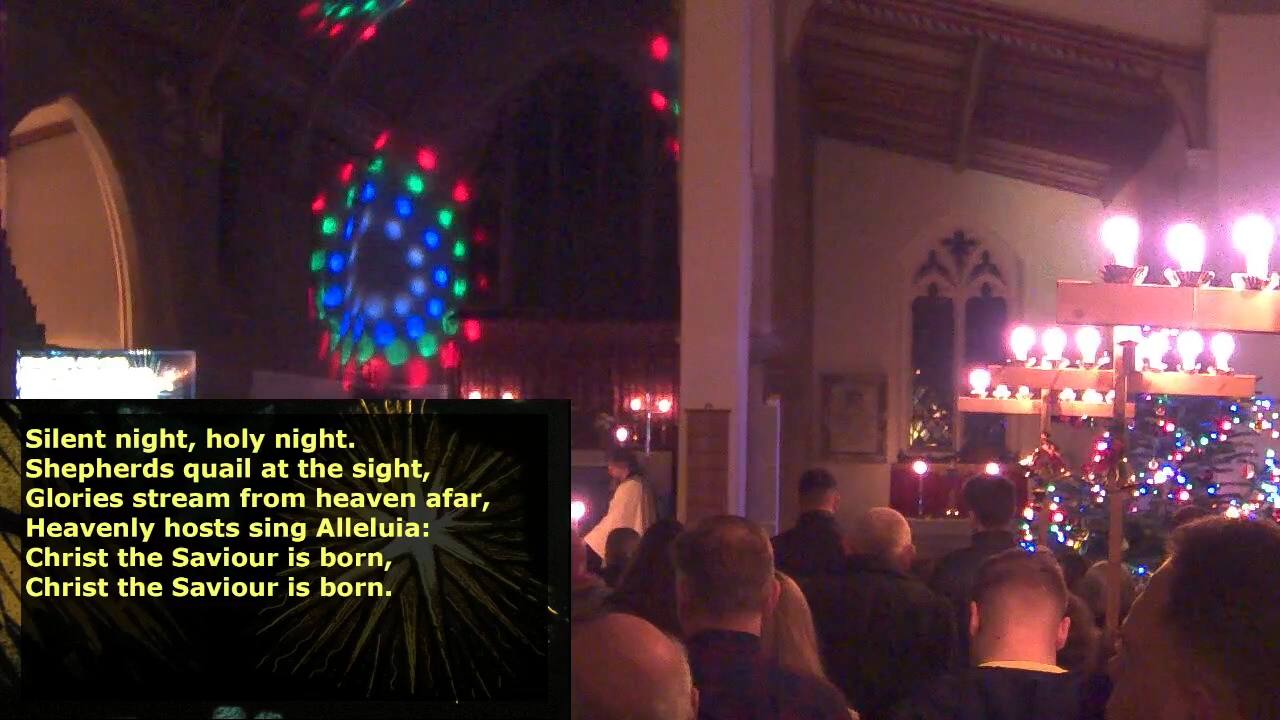 Silent night, holy night.
Shepherds quail at the sight,
Glories stream from heaven afar,
Heavenly hosts sing Alleluia:
Christ the Saviour is born,
Christ the Saviour is born.